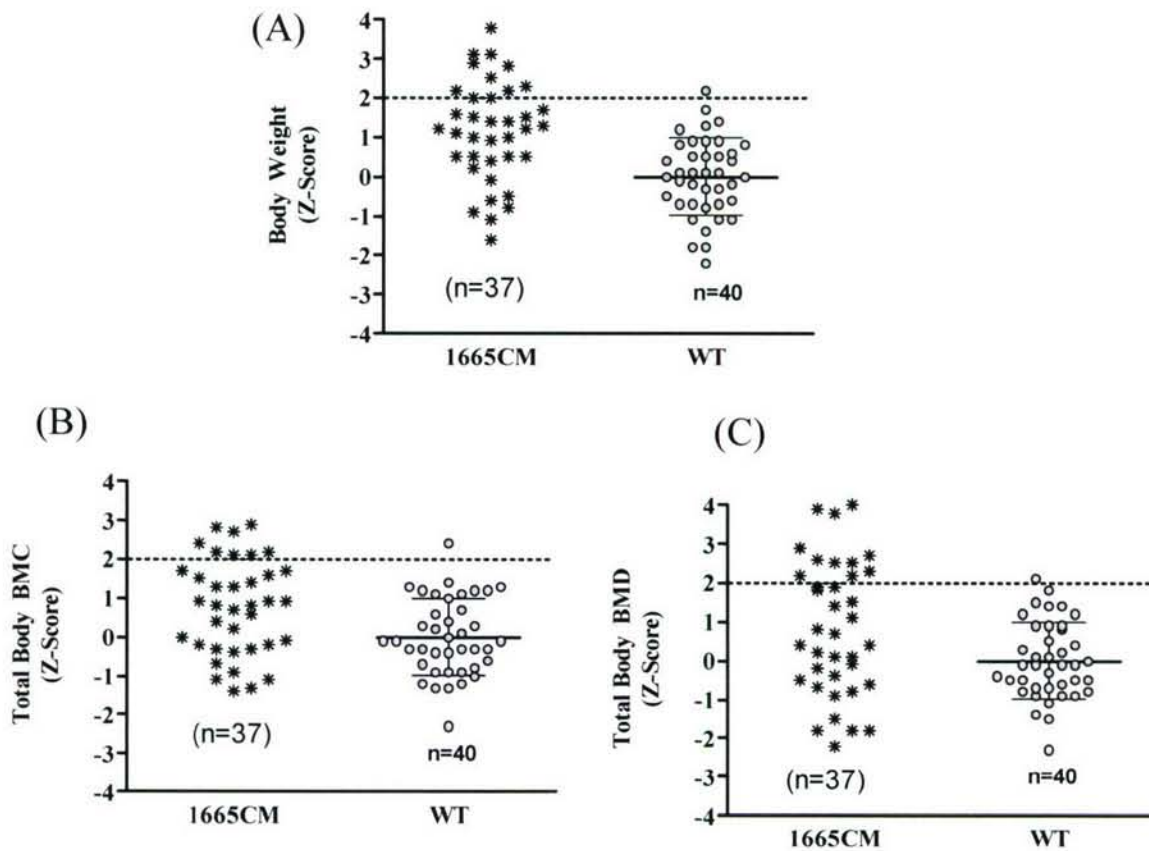 (A)
Body Weight
(Z-Score)
4
3
2
1
0
-1
-2
-3
-4
(n=37)
n=40
1665CM
WT
(B)
Total Body BMC
(Z-Score)
4
3
2
1
0
-1
-2
-3
-4
(n=37)
n=40
1665CM
WT
(C)
Total Body BMD
(Z-Score)
4
3
2
1
0
-1
-2
-3
-4
(n=37)
n=40
1665CM
WT